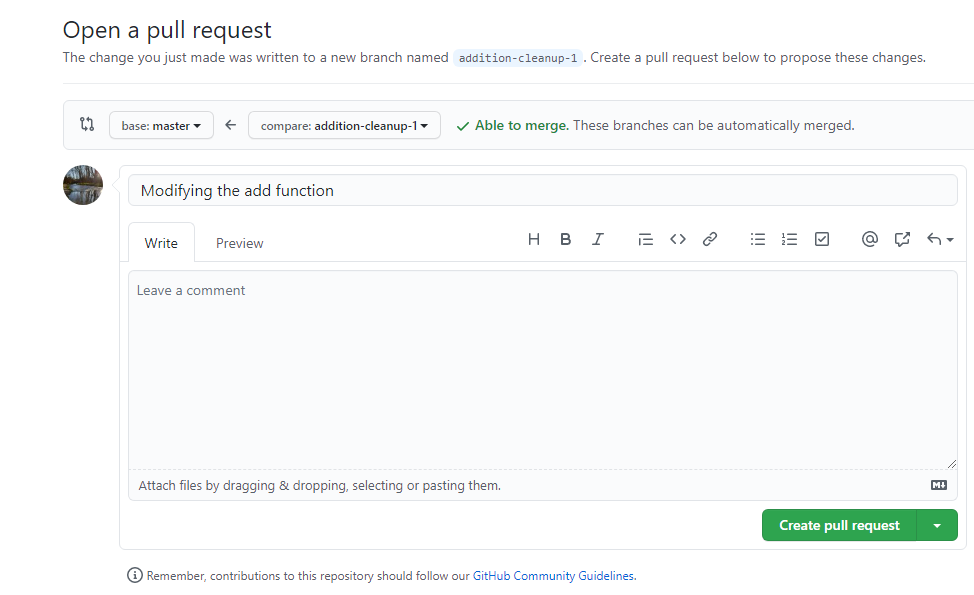 Open a pull request
The change you just made was written to a new branch named addition-cleanup-1 . Create a pull request below to propose these changes.
base: master compare: addition-cleanup-1 Able to merge. These branches can be automatically merged.
Modifying the add function
Write Preview H B I @
Leave a comment
Attach files by dragging & dropping, selecting or pasting them.
Create pull request
Remember, contributions to this repository should follow our GitHub Community Guidelines.